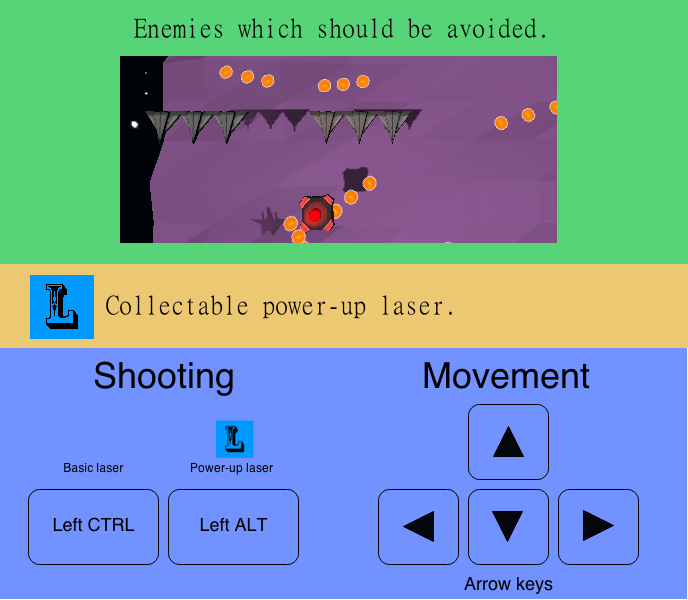 Enemies which should be avoided.
L Collectable power-up laser.
Shooting
Movement
L
Basic laser
Power-up laser
Left CTRL
Left ALT
Arrow keys